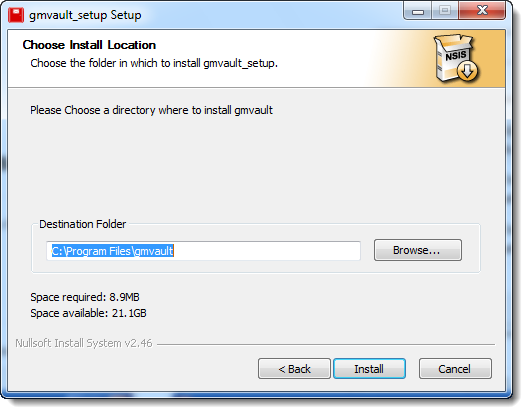 gmvault_setup Setup
Choose Install Location
Choose the folder in which to install gmvault_setup.
NSIS
Please Choose a directory where to install gmvault
Destination Folder
C:\Program Files\gmvault
Browse...
Space required: 8.9MB
Space available: 21.1GB
Nullsoft Install System v2.46
< Back
Install
Cancel